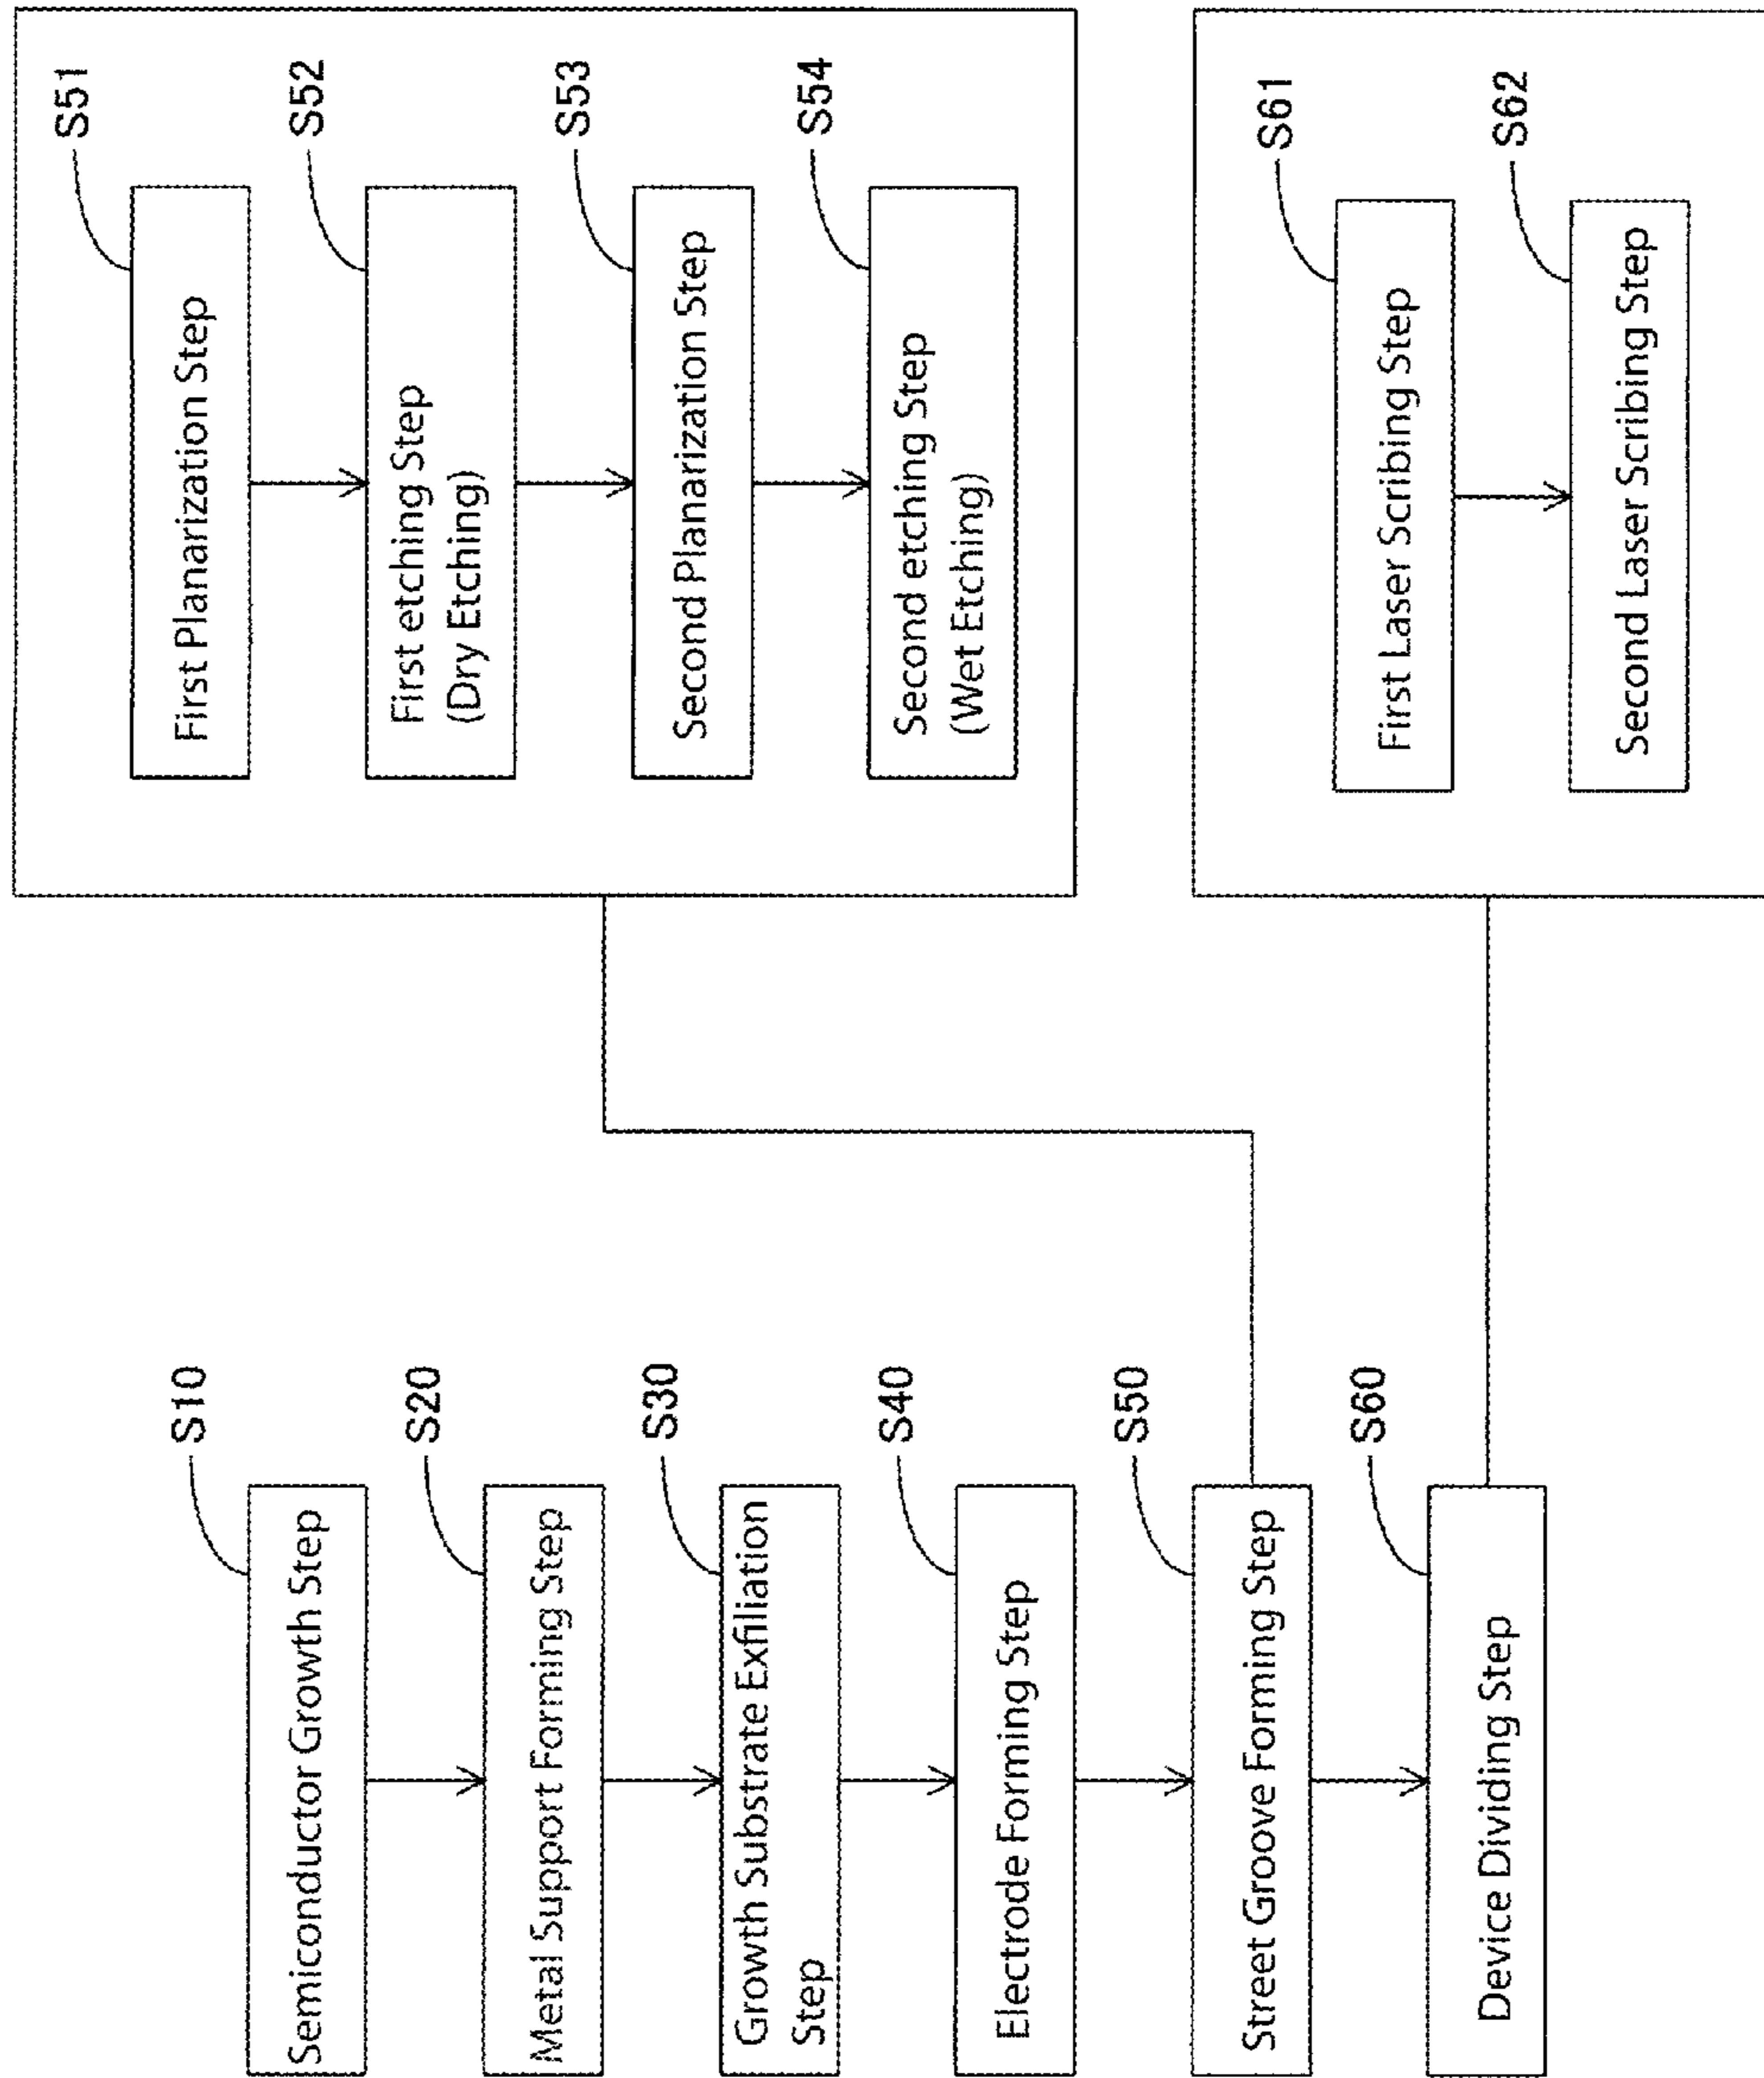 S10
Semiconductor Growth Step
S20
Metal Support Forming Step
S30
Growth Substrate Exfiliation
Step
S40
Electrode Forming Step
S50
Street Groove Forming Step
S60
Device Dividing Step
S51
First Planarization Step
S52
First etching Step
(Dry Etching)
S53
Second Planarization Step
S54
Second etching Step
(Wet Etching)
S61
First Laser Scribing Step
S62
Second Laser Scribing Step